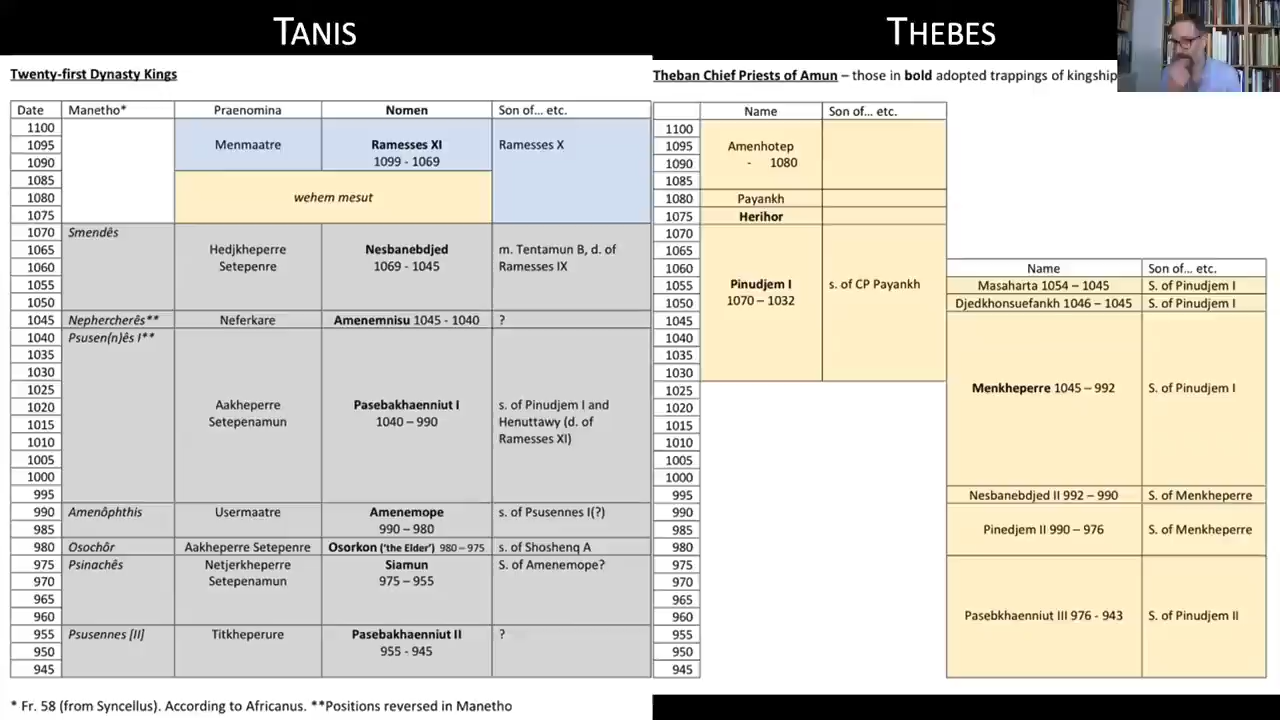 TANIS
Twenty-first Dynasty Kings
Date Manetho* Praenomina Nomen Son of... etc.
1100
1095 Menmaatre Ramesses XI Ramesses X
1090 1099 - 1069
1085
1080 wehem mesut
1075
1070 Smendês
1065 Hedjkheperre Nesbanebdjed m. Tentamun B, d. of
1060 Setepenre 1069 - 1045 Ramesses IX
1055
1050
1045 Nephercherês** Neferkare Amenemnisu 1045 - 1040 ?
1040 Psusen(n)ês I**
1035
1030
1025
1020 Aakheperre Pasebakhaenniut I s. of Pinudjem I and
1015 Setepenamun 1040 – 990 Henuttawy (d. of
1010 Ramesses XI)
1005
1000
995
990 Amenôphthis Usermaatre Amenemope s. of Psusennes I(?)
985 990 – 980
980 Osochôr Aakheperre Setepenre Osorkon ('the Elder') 980 – 975 s. of Shoshenq A
975 Psinachês Netjerkheperre Siamun S. of Amenemope?
970 Setepenamun 975 – 955
965
960
955 Psusennes [II] Titkheperure Pasebakhaenniut II ?
950 955 - 945
945
* Fr. 58 (from Syncellus). According to Africanus. **Positions reversed in Manetho
THEBES
Theban Chief Priests of Amun – those in bold adopted trappings of kingship
Name Son of... etc.
1100
1095 Amenhotep
1090 - 1080
1085
1080 Payankh
1075 Herihor
1070
1065
1060 Name Son of... etc.
1055 Pinudjem I s. of CP Payankh Masaharta 1054 – 1045 S. of Pinudjem I
1050 1070 – 1032 Djedkhonsuefankh 1046 – 1045 S. of Pinudjem I
1045
1040
1035
1030
1025 Menkheperre 1045 – 992 S. of Pinudjem I
1020
1015
1010
1005
1000
995 Nesbanebdjed II 992 – 990 S. of Menkheperre
990
985 Pinedjem II 990 – 976 S. of Menkheperre
980
975
970
965
960 Pasebkhaenniut III 976 - 943 S. of Pinudjem II
955
950
945